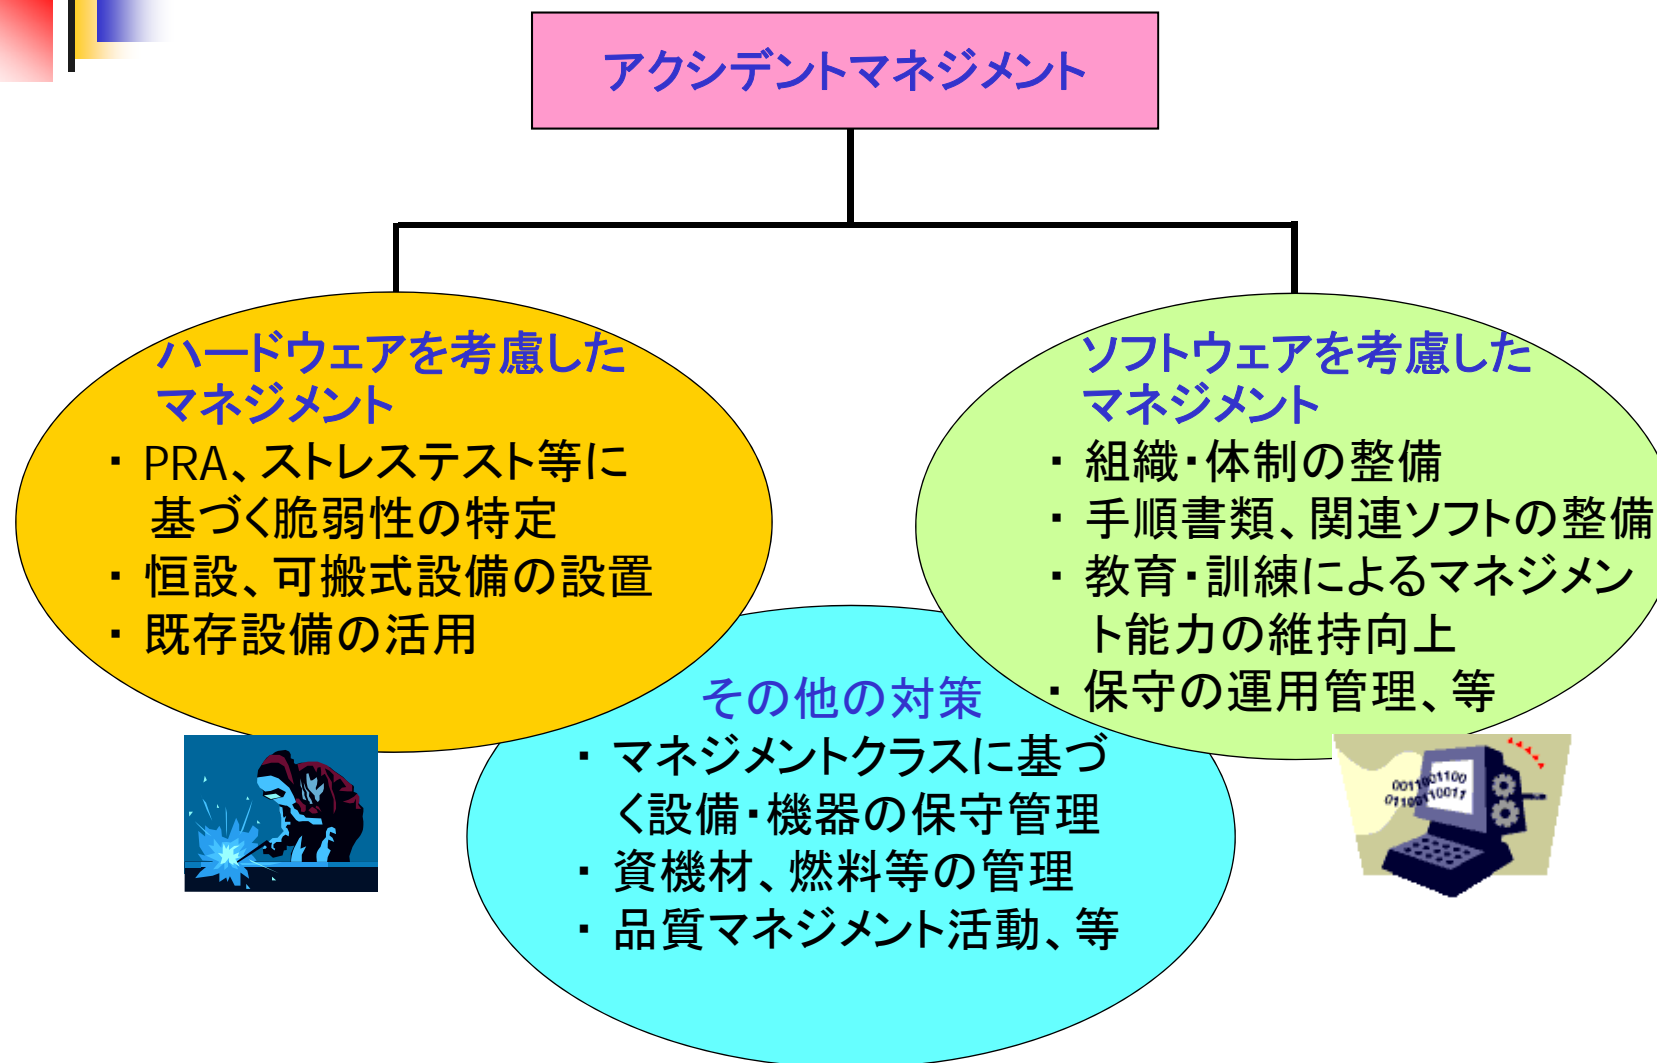 アクシデントマネジメント
ハードウェアを考慮した
マネジメント
・ PRA、ストレステスト等に
基づく脆弱性の特定
・ 恒設、可搬式設備の設置
・ 既存設備の活用
ソフトウェアを考慮した
マネジメント
・ 組織・体制の整備
・ 手順書類、関連ソフトの整備
・ 教育・訓練によるマネジメン
ト能力の維持向上
・ 保守の運用管理、等
その他の対策
・ マネジメントクラスに基づ
く設備・機器の保守管理
・ 資機材、燃料等の管理
・ 品質マネジメント活動、等
0011001100
01100110011